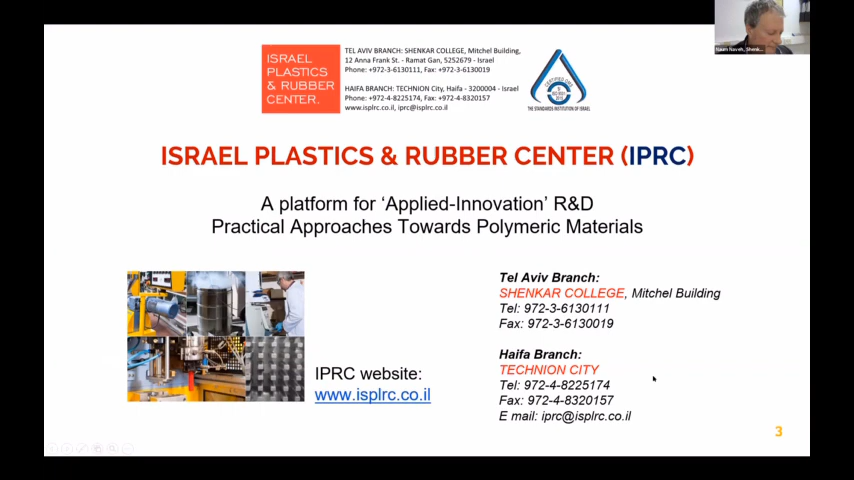 ISRAEL
PLASTICS
& RUBBER
CENTER.
TEL AVIV BRANCH: SHENKAR COLLEGE, Mitchel Building,
12 Anna Frank St. - Ramat Gan, 5252679 - Israel
Phone: +972-3-6130111, Fax: +972-3-6130019
HAIFA BRANCH: TECHNION City, Haifa - 3200004 - Israel
Phone: +972-4-8225174, Fax: +972-4-8320157
www.isplrc.co.il, iprc@isplrc.co.il
THE STANDARDS INSTITUTION OF ISRAEL
Naum Naveh, Shenk...
ISRAEL PLASTICS & RUBBER CENTER (IPRC)
A platform for ‘Applied-Innovation’ R&D
Practical Approaches Towards Polymeric Materials
IPRC website:
www.isplrc.co.il
Tel Aviv Branch:
SHENKAR COLLEGE, Mitchel Building
Tel: 972-3-6130111
Fax: 972-3-6130019
Haifa Branch:
TECHNION CITY
Tel: 972-4-8225174
Fax: 972-4-8320157
E mail: iprc@isplrc.co.il
3